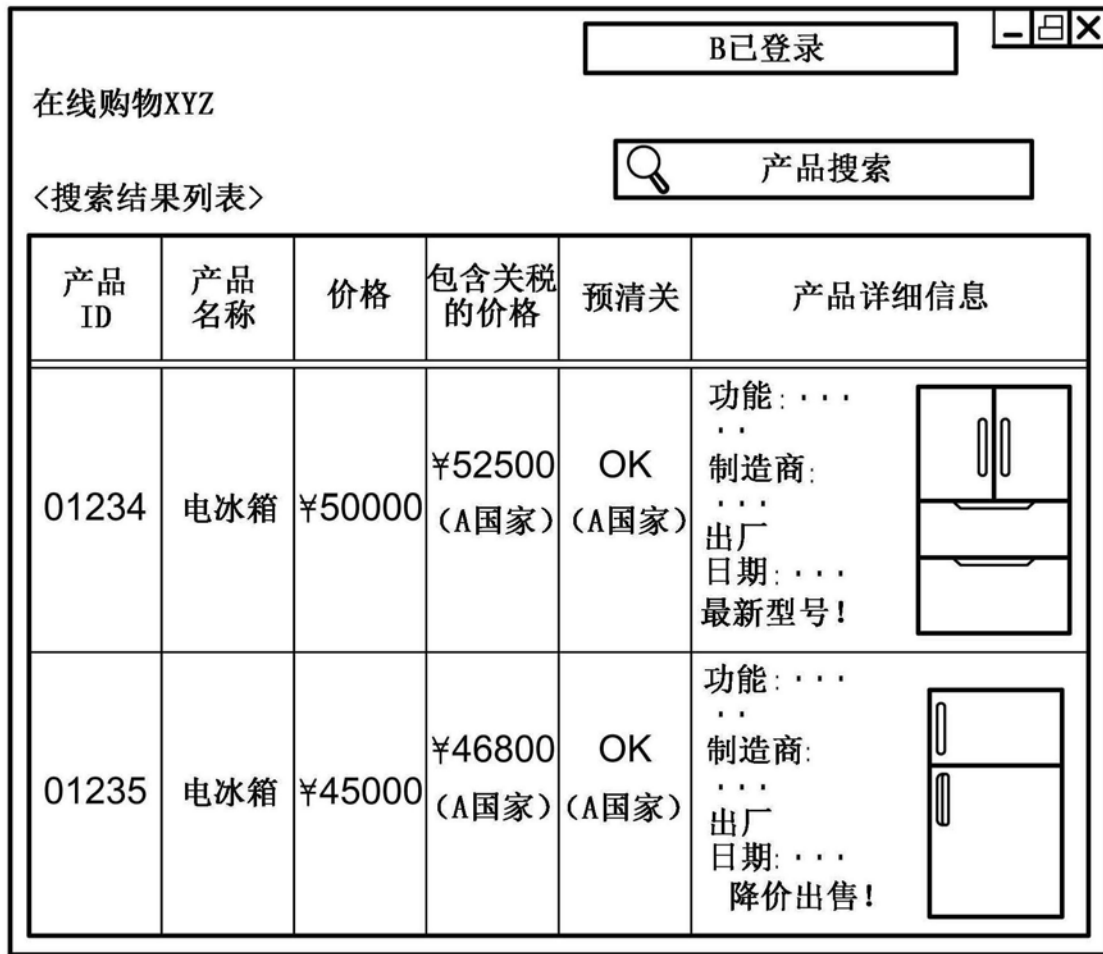 B已登录
在线购物XYZ
产品搜索
<搜索结果列表>
产品
ID
产品
名称
价格
包含关税
的价格
预清关
产品详细信息
01234
电冰箱
¥50000
¥52500
(A国家)
OK
(A国家)
功能:···
··
制造商:
···
出厂
日期:···
最新型号!
01235
电冰箱
¥45000
¥46800
(A国家)
OK
(A国家)
功能:···
··
制造商:
···
出厂
日期:···
降价出售!